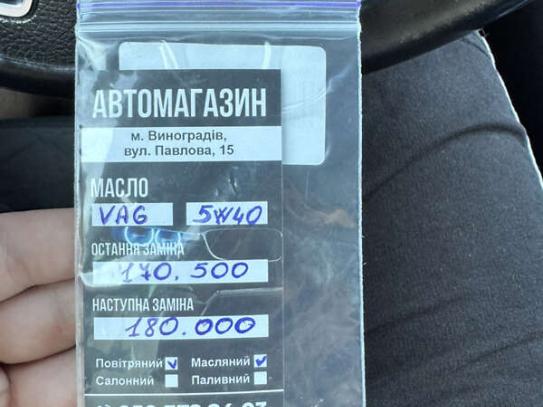 АВТОМАГАЗИН
м. Виноградів,
вул. Павлова, 15
МАСЛО
VAG 5W40
ОСТАННЯ ЗАМІНА
170.500
НАСТУПНА ЗАМІНА
180.000
Повітряний Масляний
Салонний Паливний